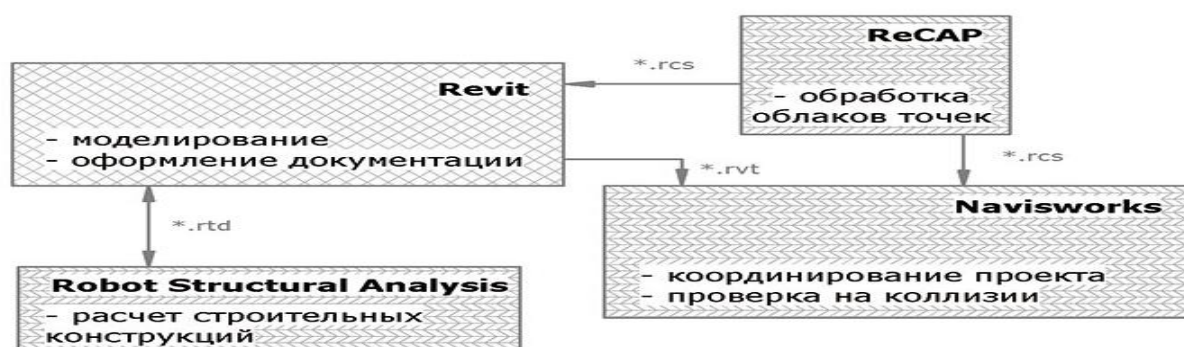 ReCAP
- обработка
облаков точек
*.rcs
Revit
- моделирование
- оформление документации
*.rvt
*.rcs
Navisworks
- координирование проекта
- проверка на коллизии
*.rtd
Robot Structural Analysis
- расчет строительных
конструкций